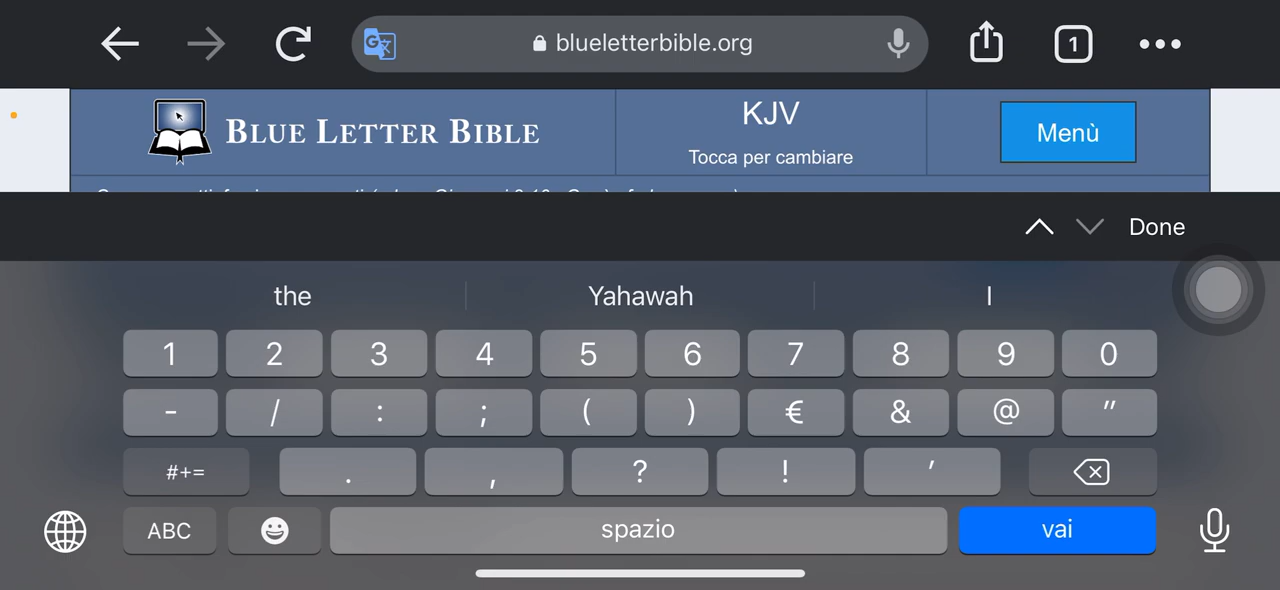 blueletterbible.org
1
BLUE LETTER BIBLE
KJV
Tocca per cambiare
Menù
Done
the
Yahawah
I
1 2 3 4 5 6 7 8 9 0
- / : ; ( ) € & @ "
#+= . , ? ! '
ABC spazio vai